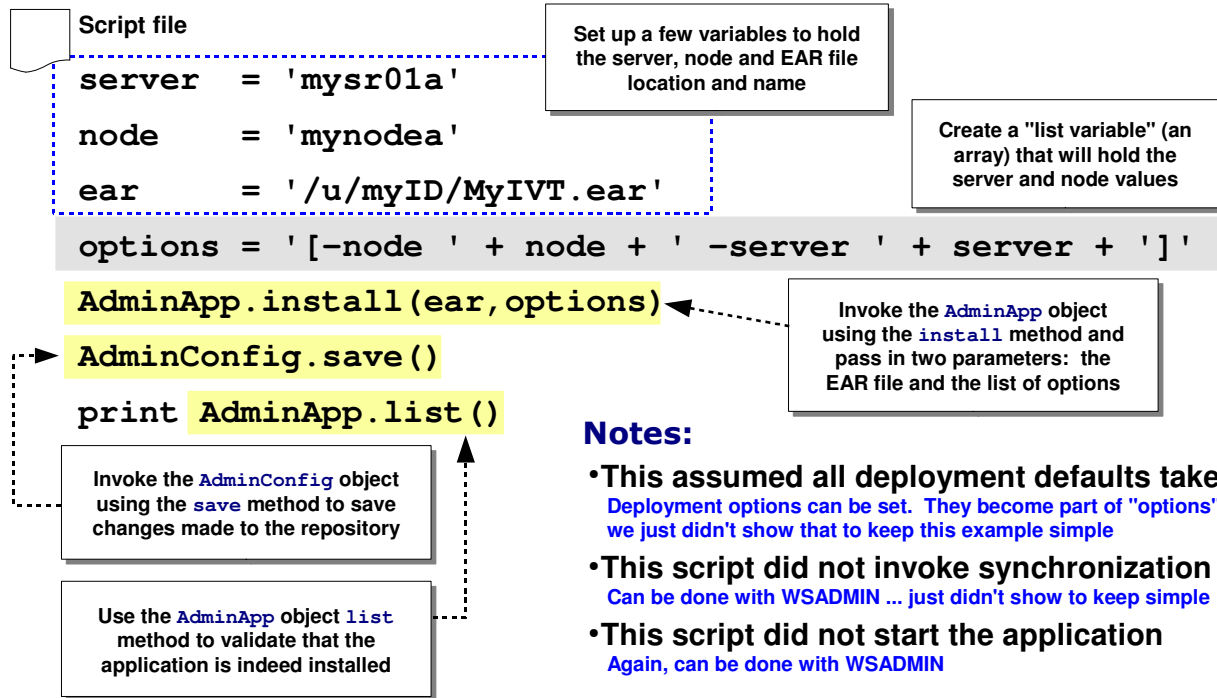 Script file
server = 'mysr01a'
node = 'mynodea'
ear = '/u/myID/MyIVT.ear'
options = '[-node ' + node + ' -server ' + server + ']'
AdminApp.install(ear,options)
AdminConfig.save()
print AdminApp.list()
Set up a few variables to hold
the server, node and EAR file
location and name
Create a "list variable" (an
array) that will hold the
server and node values
Invoke the AdminApp object
using the install method and
pass in two parameters: the
EAR file and the list of options
Invoke the AdminConfig object
using the save method to save
changes made to the repository
Use the AdminApp object list
method to validate that the
application is indeed installed
Notes:
•This assumed all deployment defaults take
Deployment options can be set. They become part of "options"
we just didn't show that to keep this example simple
•This script did not invoke synchronization
Can be done with WSADMIN ... just didn't show to keep simple
•This script did not start the application
Again, can be done with WSADMIN